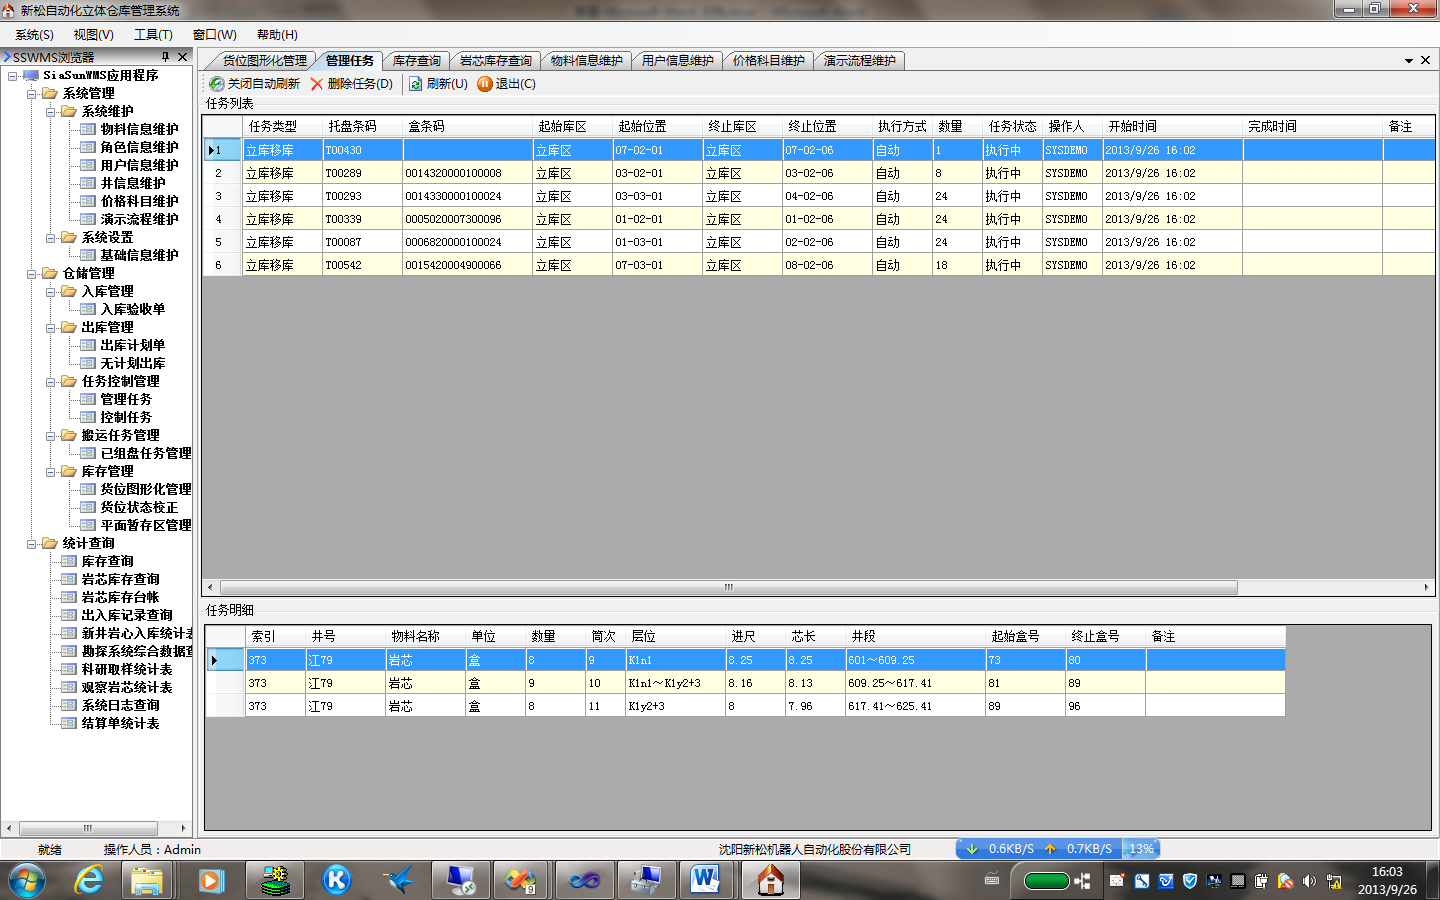 新松自动化立体仓库管理系统
系统(S) 视图(V) 工具(T) 窗口(W) 帮助(H)
SSWMS浏览器
SiaSunWMS应用程序
系统管理
系统维护
物料信息维护
角色信息维护
用户信息维护
井信息维护
价格科目维护
演示流程维护
系统设置
基础信息维护
仓储管理
入库管理
入库验收单
出库管理
出库计划单
无计划出库
任务控制管理
管理任务
控制任务
搬运任务管理
已组盘任务管理
库存管理
货位图形化管理
货位状态校正
平面暂存区管理
统计查询
库存查询
岩芯库存查询
岩芯库存台帐
出入库记录查询
新井岩心入库统计表
勘探系统综合数据查
科研取样统计表
观察岩芯统计表
系统日志查询
结算单统计表
货位图形化管理 管理任务 库存查询 岩芯库存查询 物料信息维护 用户信息维护 价格科目维护 演示流程维护
关闭自动刷新 删除任务(D) 刷新(U) 退出(C)
任务列表
任务类型 托盘条码 盒条码 起始库区 起始位置 终止库区 终止位置 执行方式 数量 任务状态 操作人 开始时间 完成时间 备注
1 立库移库 T00430 立库区 07-02-01 立库区 07-02-06 自动 1 执行中 SYSDEMO 2013/9/26 16:02
2 立库移库 T00289 0014320000100008 立库区 03-02-01 立库区 03-02-06 自动 8 执行中 SYSDEMO 2013/9/26 16:02
3 立库移库 T00293 0014330000100024 立库区 03-03-01 立库区 04-02-06 自动 24 执行中 SYSDEMO 2013/9/26 16:02
4 立库移库 T00339 0005020007300096 立库区 01-02-01 立库区 01-02-06 自动 24 执行中 SYSDEMO 2013/9/26 16:02
5 立库移库 T00087 0006820000100024 立库区 01-03-01 立库区 02-02-06 自动 24 执行中 SYSDEMO 2013/9/26 16:02
6 立库移库 T00542 0015420004900066 立库区 07-03-01 立库区 08-02-06 自动 18 执行中 SYSDEMO 2013/9/26 16:02
任务明细
索引 井号 物料名称 单位 数量 筒次 层位 进尺 芯长 井段 起始盒号 终止盒号 备注
373 江79 岩芯 盒 8 9 K1n1 8.25 8.25 601～609.25 73 80
373 江79 岩芯 盒 9 10 K1n1～K1y2+3 8.16 8.13 609.25～617.41 81 89
373 江79 岩芯 盒 8 11 K1y2+3 8 7.96 617.41～625.41 89 96
就绪 操作人员：Admin 沈阳新松机器人自动化股份有限公司 0.6KB/S 0.7KB/S 13%
16:03
2013/9/26